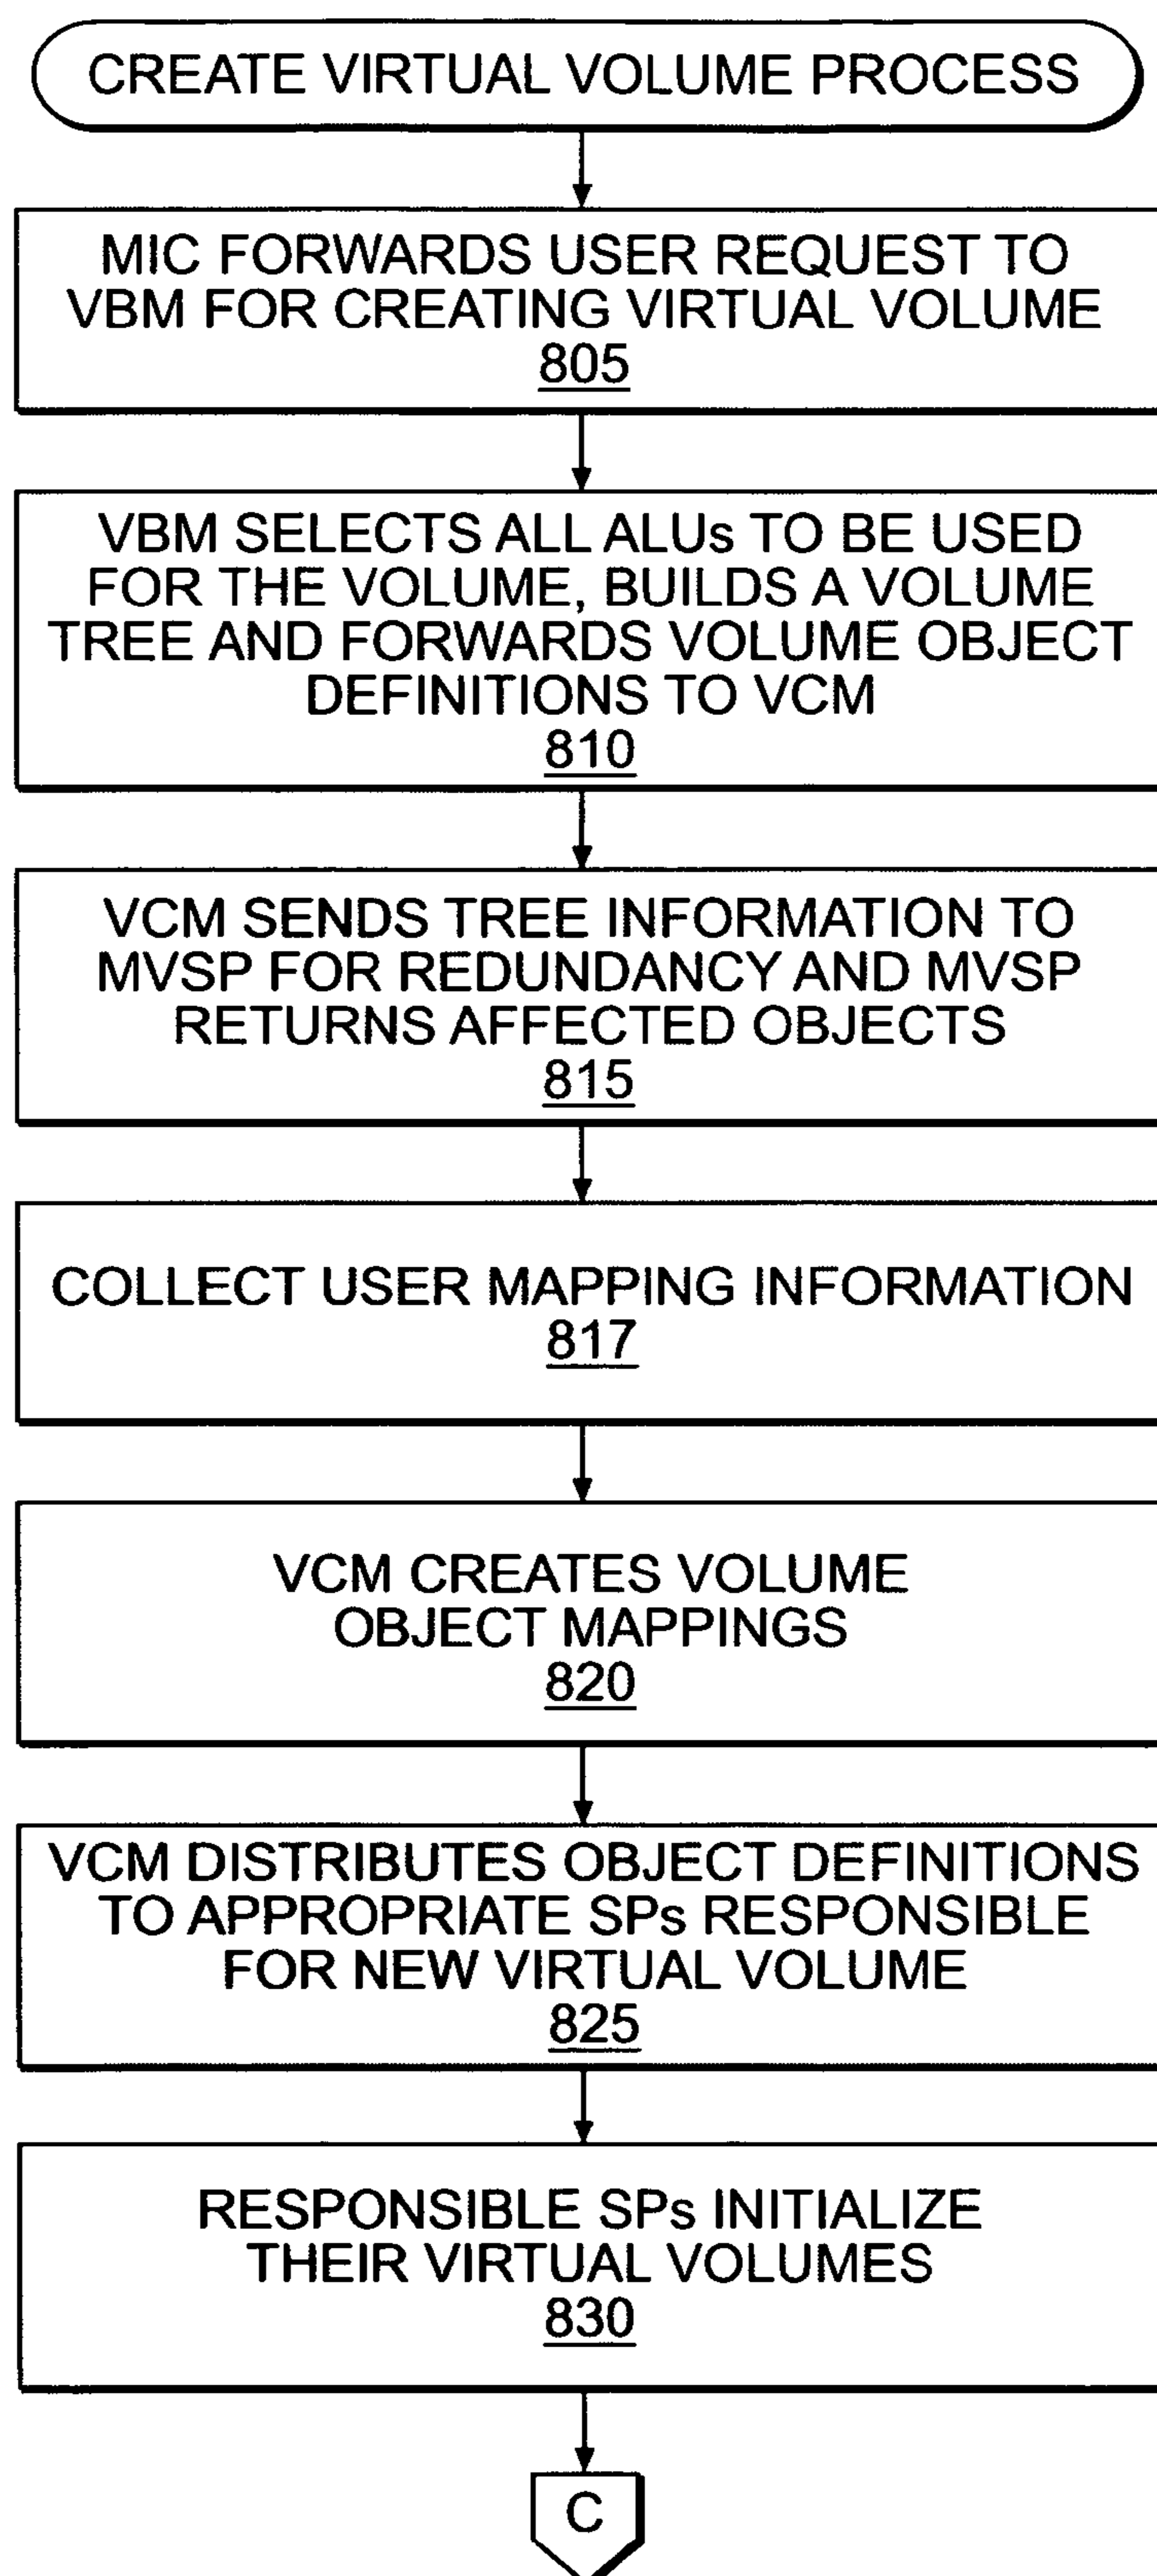 CREATE VIRTUAL VOLUME PROCESS
MIC FORWARDS USER REQUEST TO
VBM FOR CREATING VIRTUAL VOLUME
805
VBM SELECTS ALL ALUs TO BE USED
FOR THE VOLUME, BUILDS A VOLUME
TREE AND FORWARDS VOLUME OBJECT
DEFINITIONS TO VCM
810
VCM SENDS TREE INFORMATION TO
MVSP FOR REDUNDANCY AND MVSP
RETURNS AFFECTED OBJECTS
815
COLLECT USER MAPPING INFORMATION
817
VCM CREATES VOLUME
OBJECT MAPPINGS
820
VCM DISTRIBUTES OBJECT DEFINITIONS
TO APPROPRIATE SPs RESPONSIBLE
FOR NEW VIRTUAL VOLUME
825
RESPONSIBLE SPs INITIALIZE
THEIR VIRTUAL VOLUMES
830
C